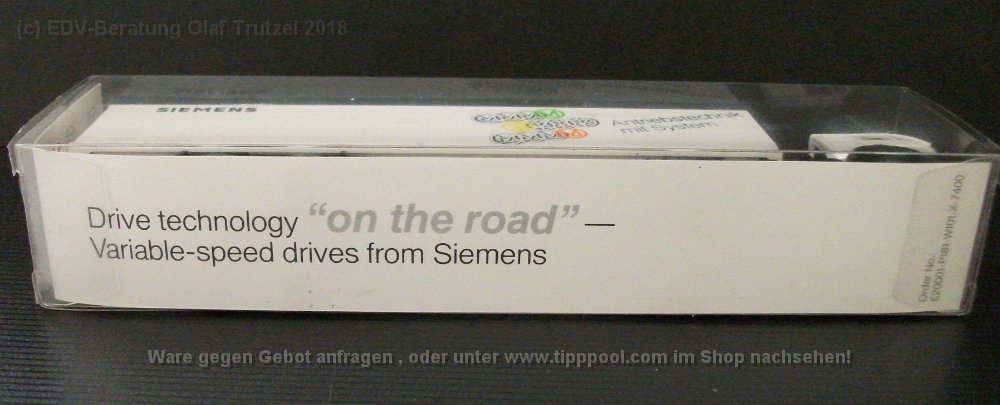 (c) EDV-Beratung Olaf Trutzel 2018
SIEMENS
Antriebstechnik
mit System
Drive technology “on the road” —
Variable-speed drives from Siemens
Order No.:
E20001-P181-W101-X-7400
Ware gegen Gebot anfragen , oder unter www.tipppool.com im Shop nachsehen!